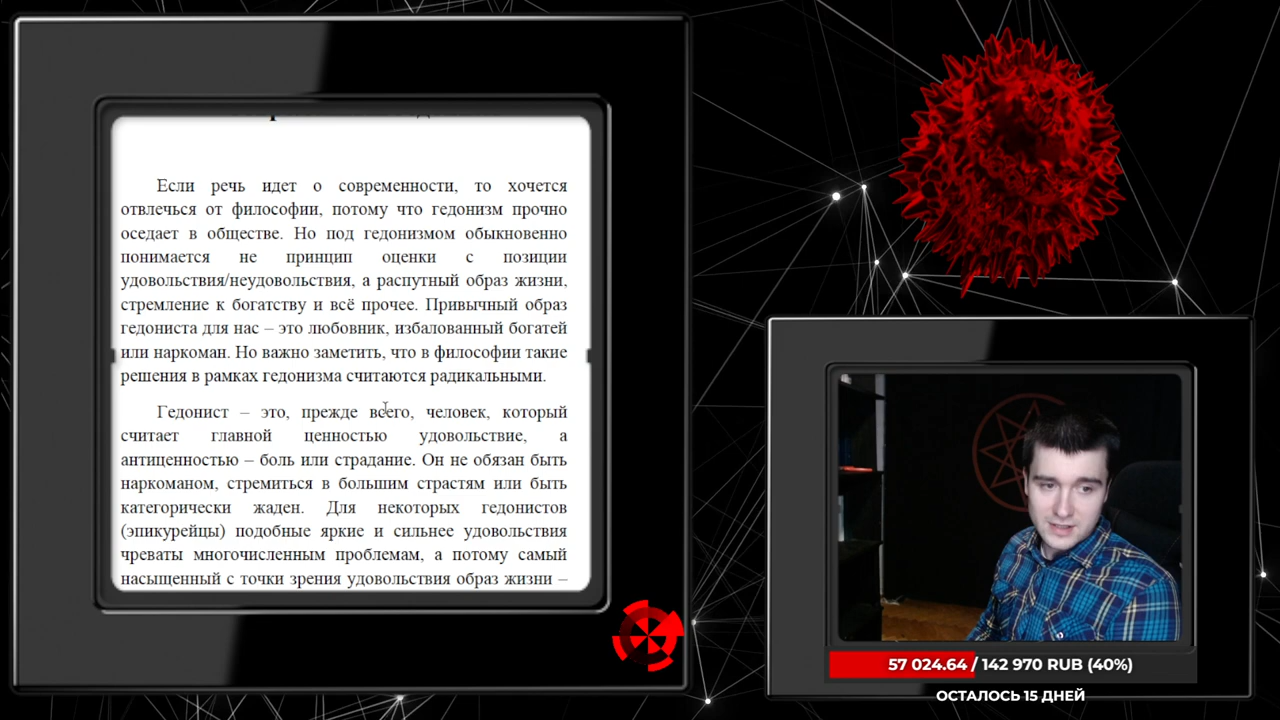 Если речь идет о современности, то хочется
отвлечься от философии, потому что гедонизм прочно
оседает в обществе. Но под гедонизмом обыкновенно
понимается не принцип оценки с позиции
удовольствия/неудовольствия, а распутный образ жизни,
стремление к богатству и всё прочее. Привычный образ
гедониста для нас – это любовник, избалованный богатей
или наркоман. Но важно заметить, что в философии такие
решения в рамках гедонизма считаются радикальными.
Гедонист – это, прежде всего, человек, который
считает главной ценностью удовольствие, а
антиценностью – боль или страдание. Он не обязан быть
наркоманом, стремиться в большим страстям или быть
категорически жаден. Для некоторых гедонистов
(эпикурейцы) подобные яркие и сильнее удовольствия
чреваты многочисленным проблемам, а потому самый
насыщенный с точки зрения удовольствия образ жизни –
57 024.64 / 142 970 RUB (40%)
ОСТАЛОСЬ 15 ДНЕЙ